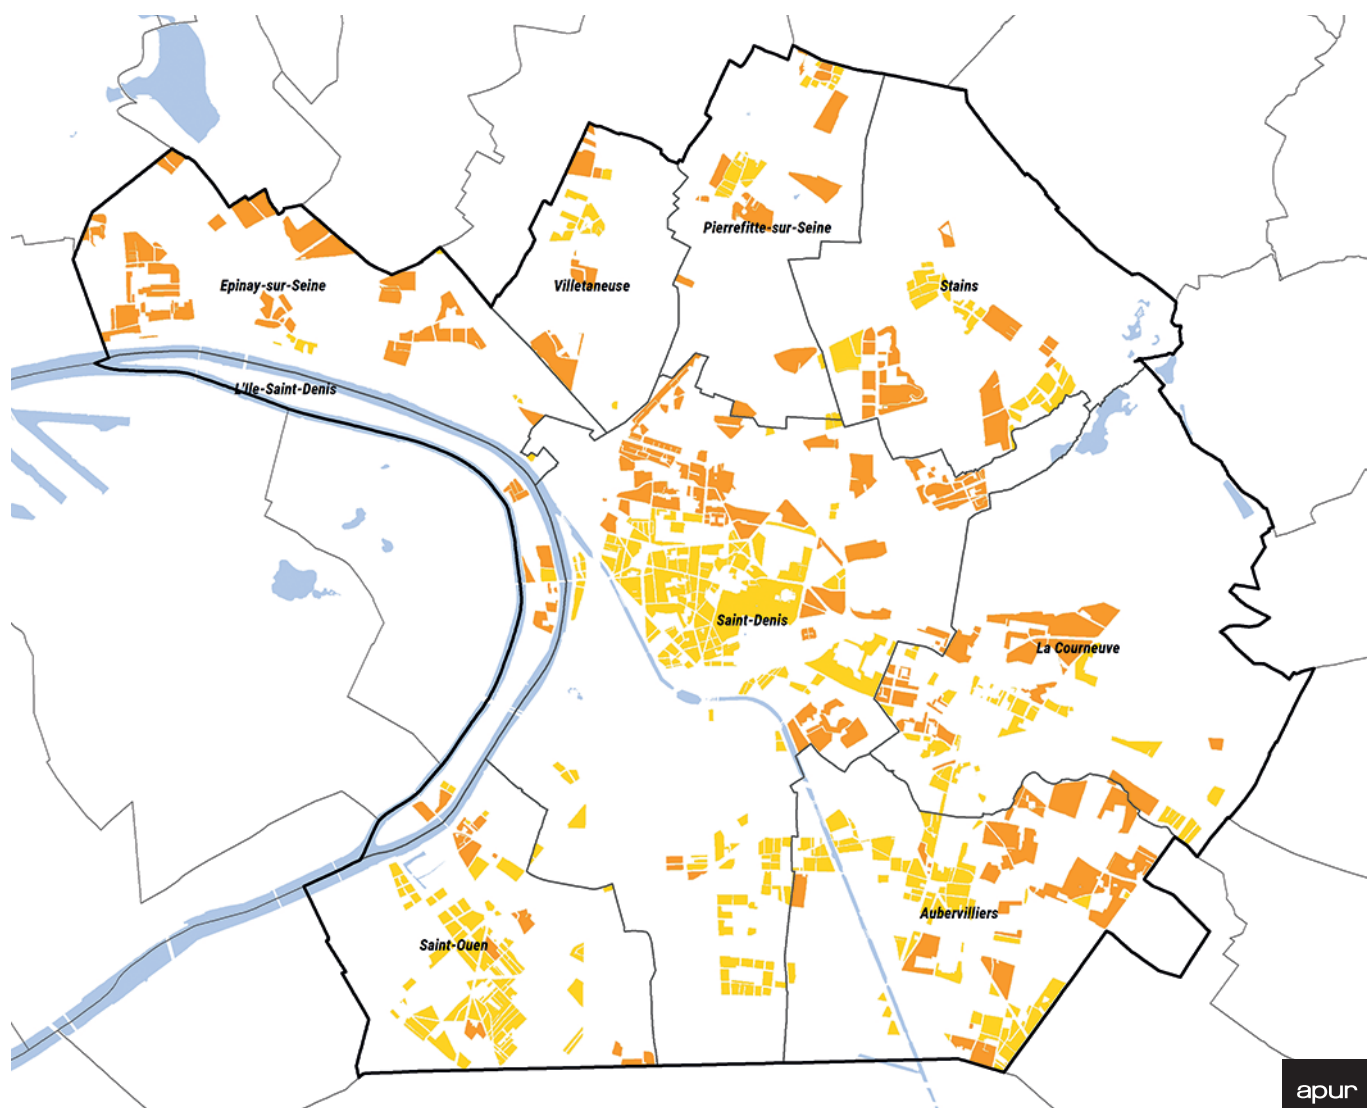 Pierrefitte-sur-Seine
Epinay-sur-Seine
Villetaneuse
Stains
L'Ile-Saint-Denis
Saint-Denis
La Courneuve
Aubervilliers
Saint-Ouen
apur